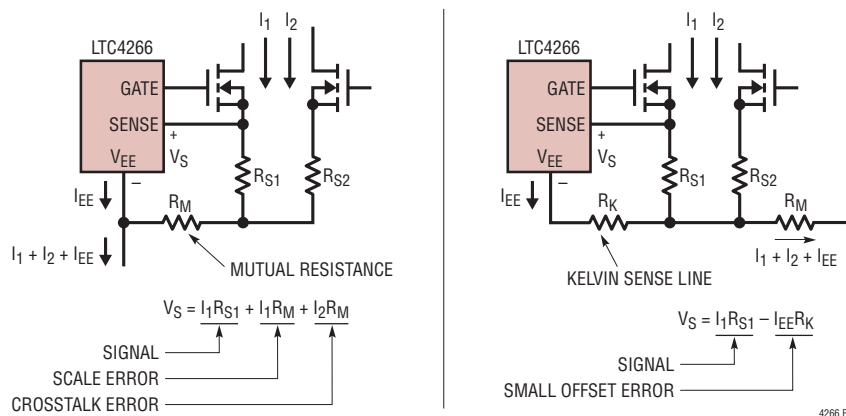 I1 I2
LTC4266
GATE
SENSE
+
VS
VEE
–
RS1
RS2
IEE
RM
I1 + I2 + IEE
MUTUAL RESISTANCE
VS = I1RS1 + I1RM + I2RM
SIGNAL
SCALE ERROR
CROSSTALK ERROR
I1 I2
LTC4266
GATE
SENSE
+
VS
VEE
–
RS1
RS2
IEE
RK
RM
I1 + I2 + IEE
KELVIN SENSE LINE
VS = I1RS1 – IEERK
SIGNAL
SMALL OFFSET ERROR